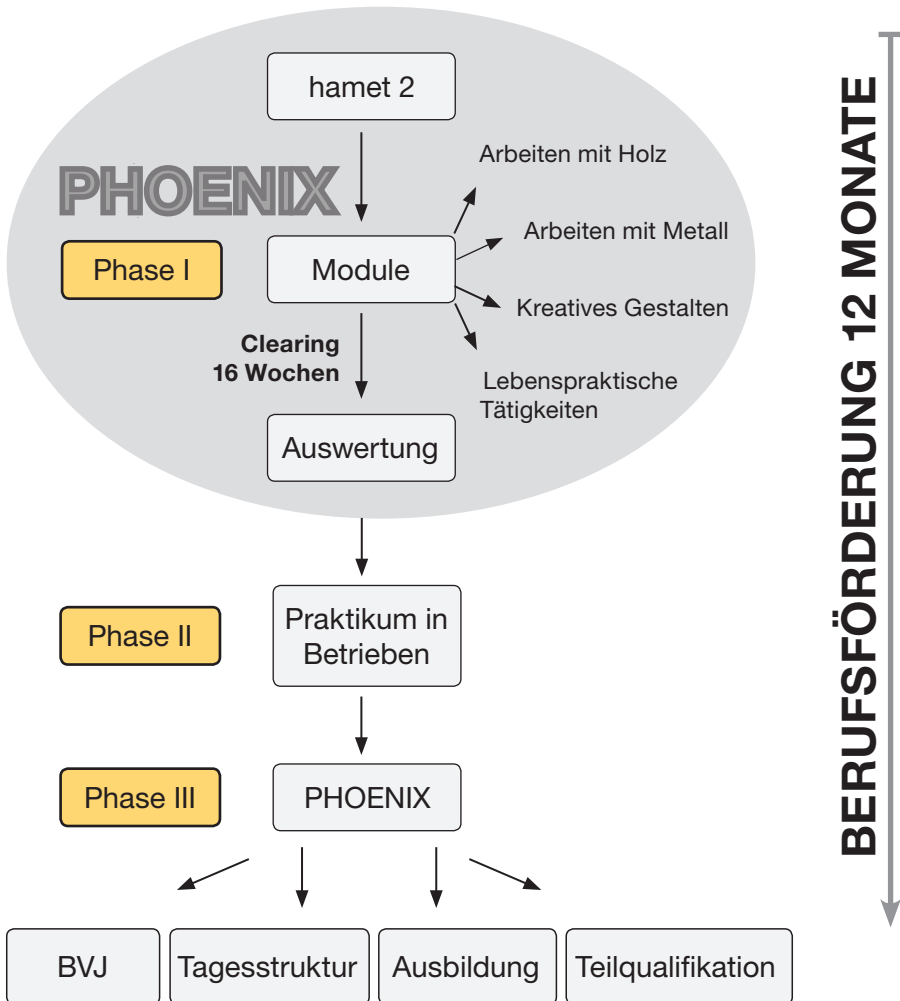 hamet 2
PHOENIX
Arbeiten mit Holz
Arbeiten mit Metall
Phase I
Module
Kreatives Gestalten
Clearing
16 Wochen
Lebenspraktische
Tätigkeiten
Auswertung
Phase II
Praktikum in
Betrieben
Phase III
PHOENIX
BVJ
Tagesstruktur
Ausbildung
Teilqualifikation
BERUFSFÖRDERUNG 12 MONATE